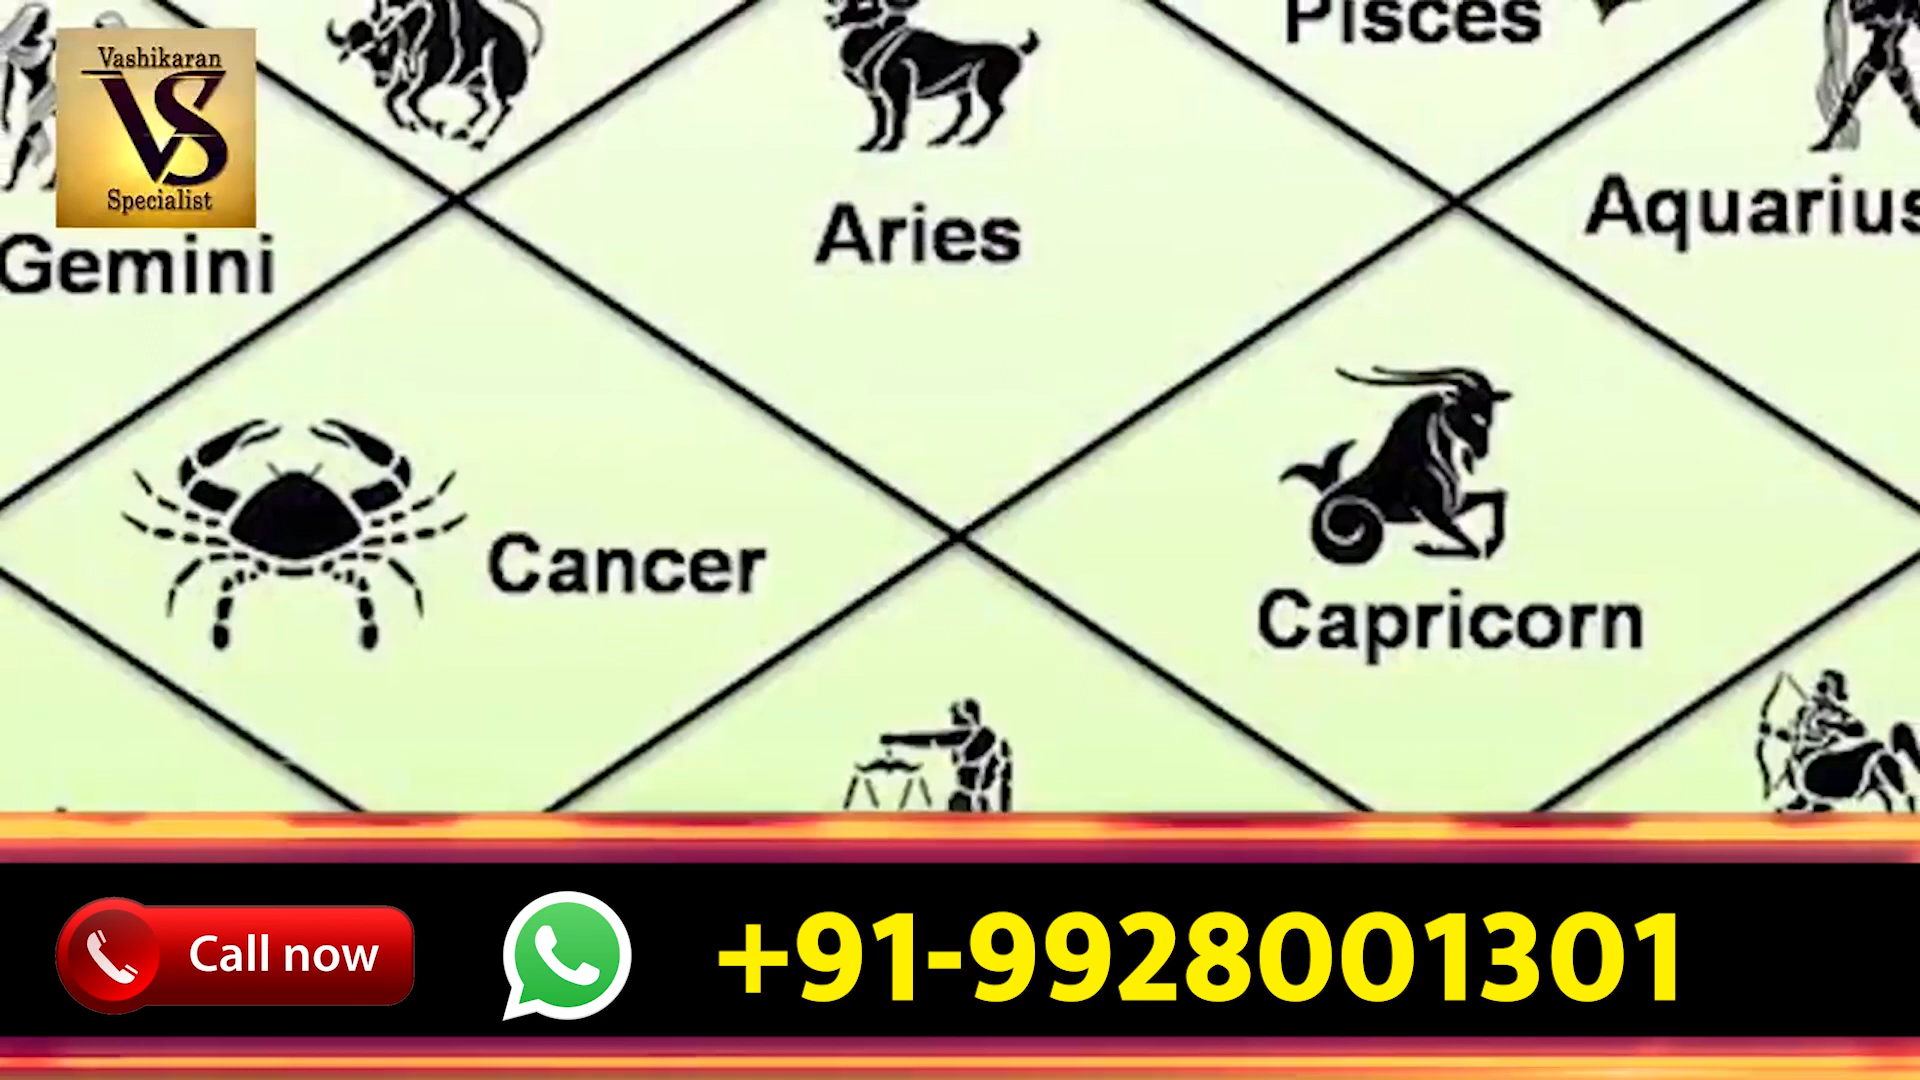 Vashikaran
VS
Specialist
Pisces
Aries
Aquarius
Gemini
Cancer
Capricorn
Call now
+91-9928001301